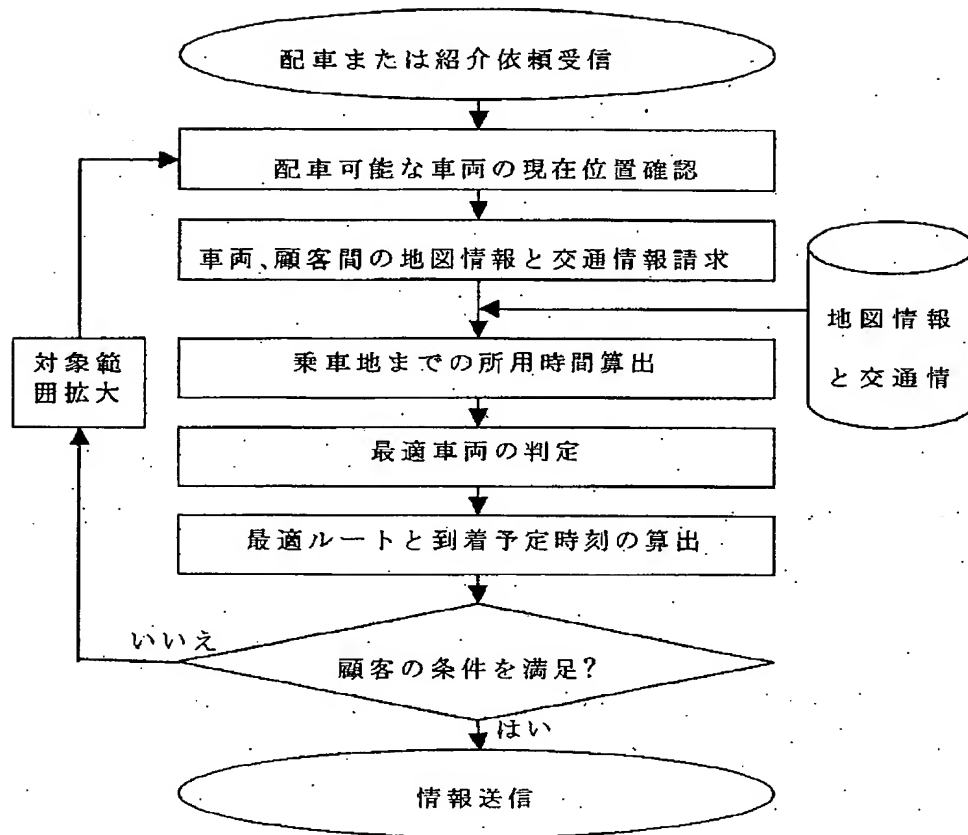 配車または紹介依頼受信
配車可能な車両の現在位置確認
車両、顧客間の地図情報と交通情報請求
地図情報
と交通情
乗車地までの所用時間算出
対象範
囲拡大
最適車両の判定
最適ルートと到着予定時刻の算出
いいえ
顧客の条件を満足?
はい
情報送信